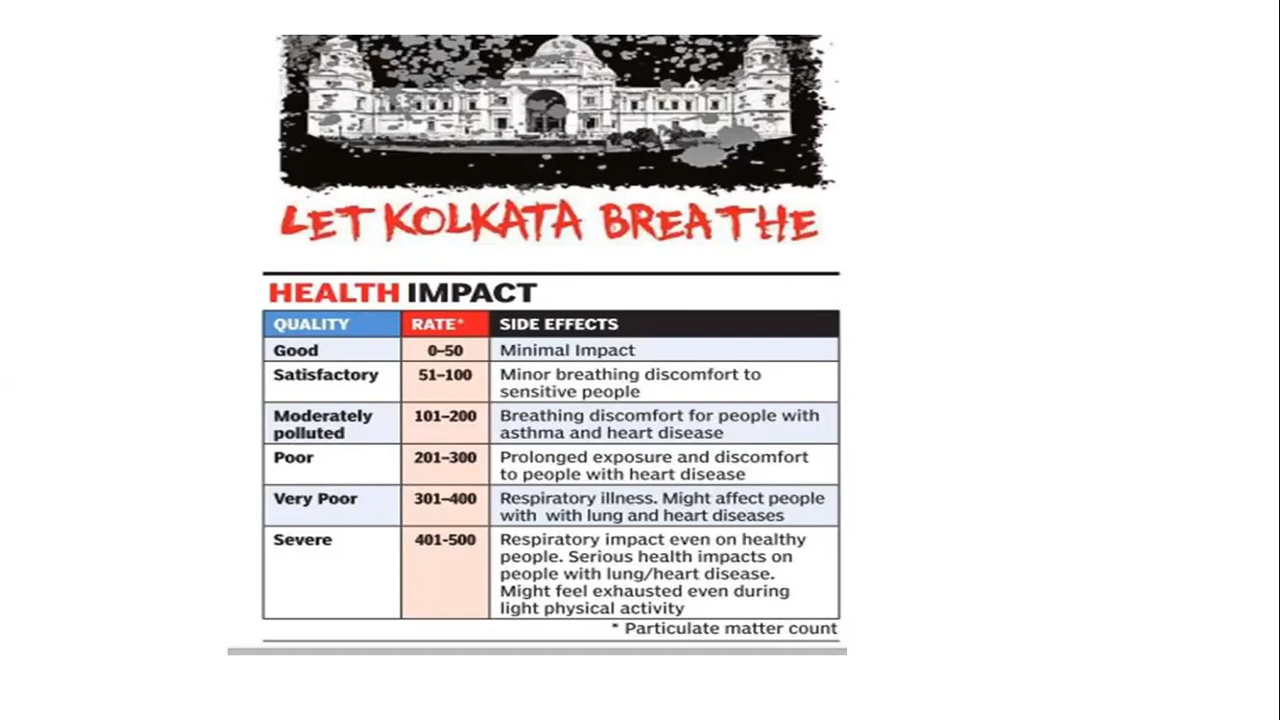 LET KOLKATA BREATHE
HEALTH IMPACT
QUALITY RATE* SIDE EFFECTS
Good 0–50 Minimal Impact
Satisfactory 51–100 Minor breathing discomfort to
sensitive people
Moderately 101–200 Breathing discomfort for people with
polluted asthma and heart disease
Poor 201–300 Prolonged exposure and discomfort
to people with heart disease
Very Poor 301–400 Respiratory illness. Might affect people
with with lung and heart diseases
Severe 401-500 Respiratory impact even on healthy
people. Serious health impacts on
people with lung/heart disease.
Might feel exhausted even during
light physical activity
* Particulate matter count